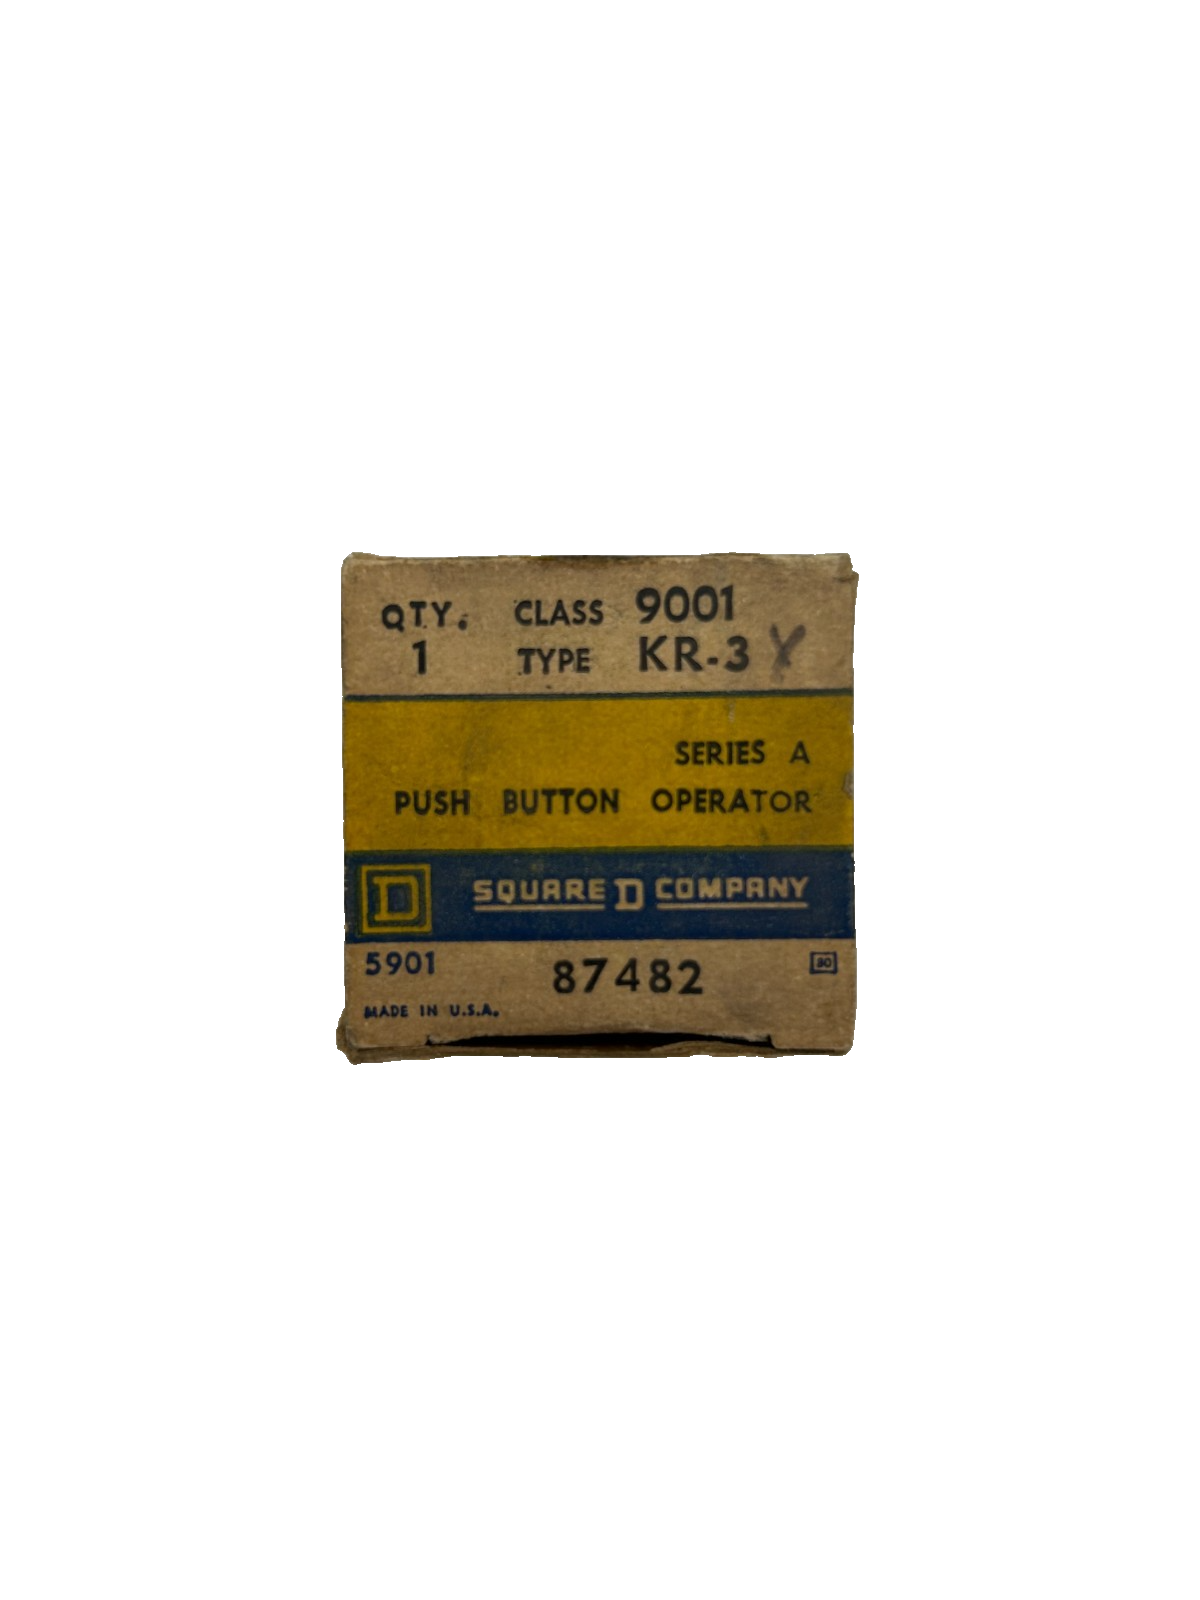 QTY. CLASS 9001
1 TYPE KR-3 Y
SERIES A
PUSH BUTTON OPERATOR
D SQUARE D COMPANY
5901 87482
MADE IN U.S.A.